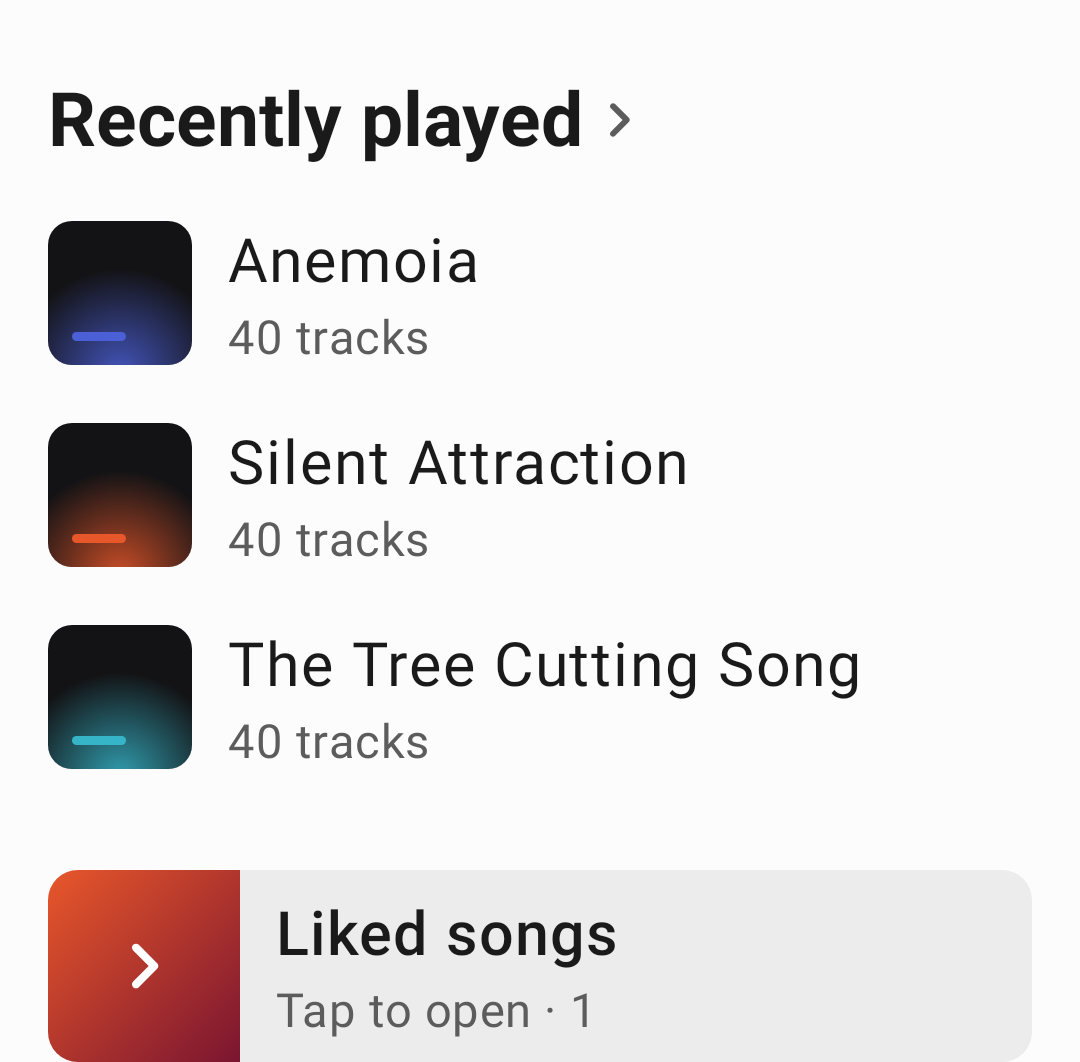 Recently played
Anemoia
40 tracks
Silent Attraction
40 tracks
The Tree Cutting Song
40 tracks
Liked songs
Tap to open · 1